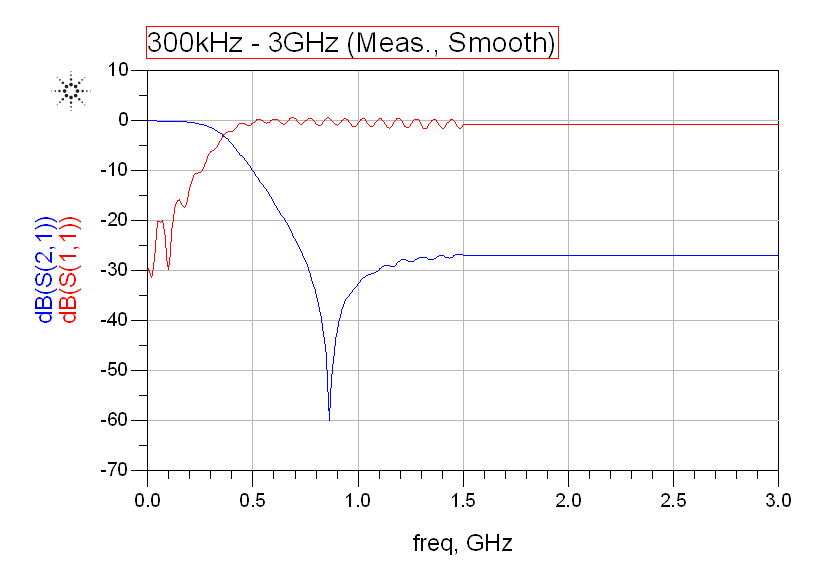 300kHz - 3GHz (Meas., Smooth)
10
0
-10
-20
-30
-40
-50
-60
-70
dB(S(2,1))
dB(S(1,1))
0.0 0.5 1.0 1.5 2.0 2.5 3.0
freq, GHz